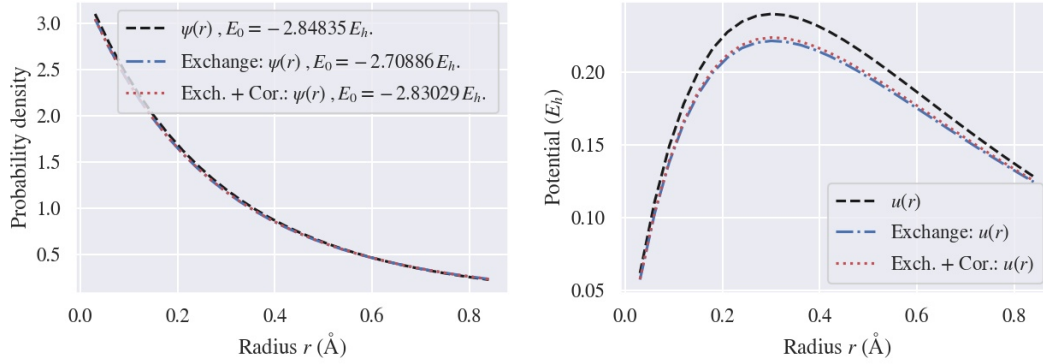 3.0
2.5
2.0
1.5
1.0
0.5
Probability density
ψ(r) , E₀ = − 2.84835 Eₕ.
Exchange: ψ(r) , E₀ = − 2.70886 Eₕ.
Exch. + Cor.: ψ(r) , E₀ = − 2.83029 Eₕ.
0.0 0.2 0.4 0.6 0.8
Radius r (Å)
0.20
0.15
0.10
0.05
Potential (Eₕ)
u(r)
Exchange: u(r)
Exch. + Cor.: u(r)
0.0 0.2 0.4 0.6 0.8
Radius r (Å)